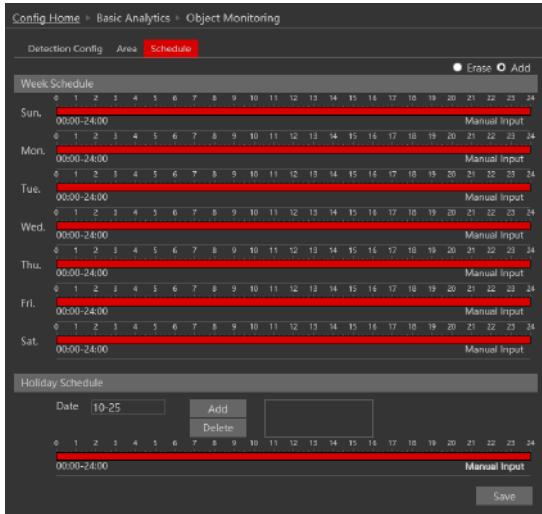 Config Home ▸ Basic Analytics ▸ Object Monitoring
Detection Config Area Schedule
Erase Add
Week Schedule
0 1 2 3 4 5 6 7 8 9 10 11 12 13 14 15 16 17 18 19 20 21 22 23 24
Sun.
00:00-24:00 Manual Input
0 1 2 3 4 5 6 7 8 9 10 11 12 13 14 15 16 17 18 19 20 21 22 23 24
Mon.
00:00-24:00 Manual Input
0 1 2 3 4 5 6 7 8 9 10 11 12 13 14 15 16 17 18 19 20 21 22 23 24
Tue.
00:00-24:00 Manual Input
0 1 2 3 4 5 6 7 8 9 10 11 12 13 14 15 16 17 18 19 20 21 22 23 24
Wed.
00:00-24:00 Manual Input
0 1 2 3 4 5 6 7 8 9 10 11 12 13 14 15 16 17 18 19 20 21 22 23 24
Thu.
00:00-24:00 Manual Input
0 1 2 3 4 5 6 7 8 9 10 11 12 13 14 15 16 17 18 19 20 21 22 23 24
Fri.
00:00-24:00 Manual Input
0 1 2 3 4 5 6 7 8 9 10 11 12 13 14 15 16 17 18 19 20 21 22 23 24
Sat.
00:00-24:00 Manual Input
Holiday Schedule
Date 10-25 Add
Delete
0 1 2 3 4 5 6 7 8 9 10 11 12 13 14 15 16 17 18 19 20 21 22 23 24
00:00-24:00 Manual Input
Save